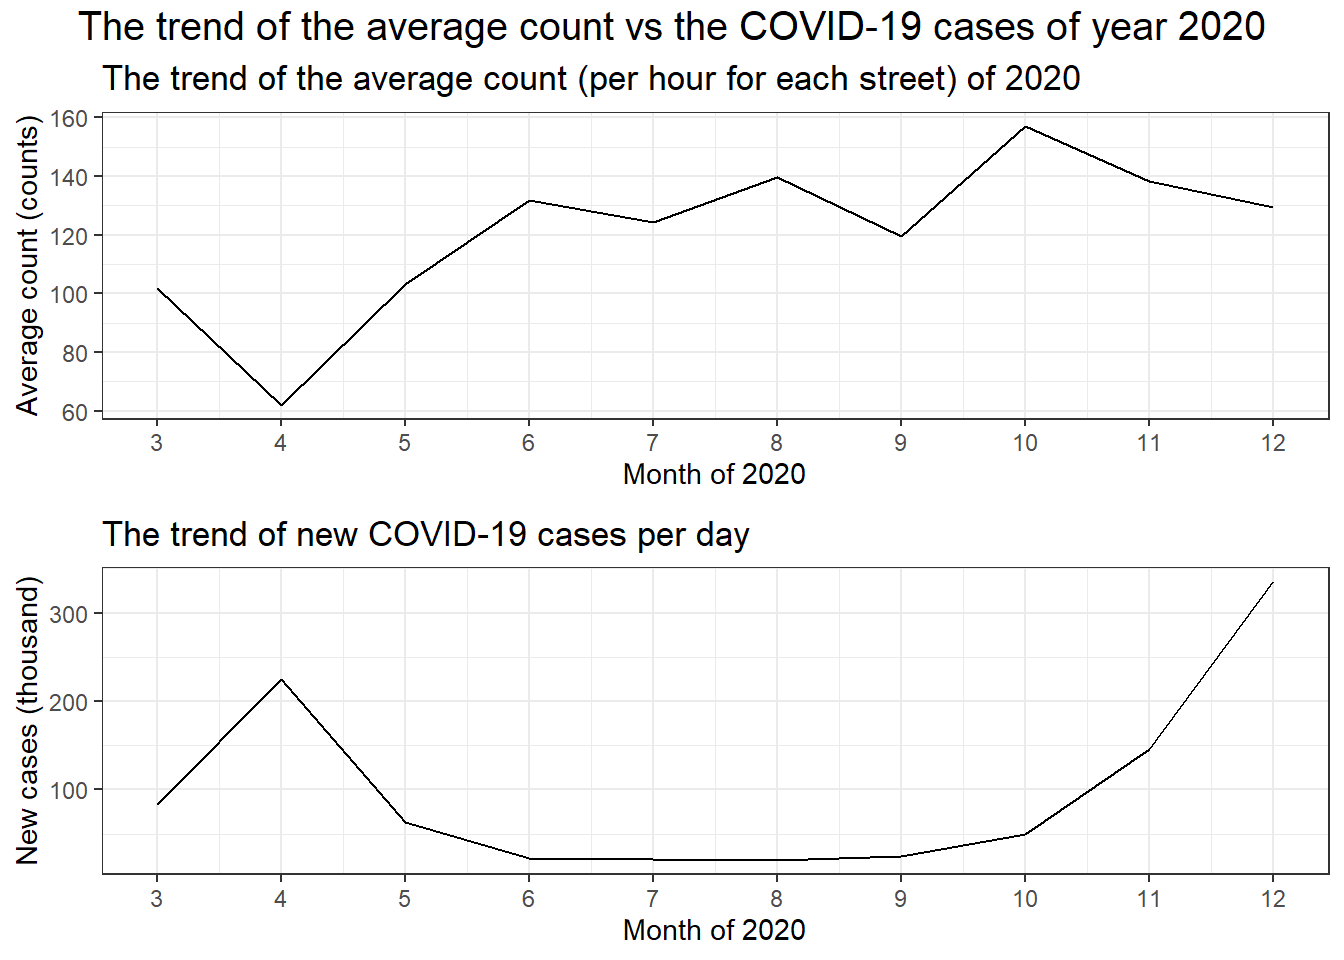 The trend of the average count vs the COVID-19 cases of year 2020
The trend of the average count (per hour for each street) of 2020
Average count (counts)
160
140
120
100
80
60
3 4 5 6 7 8 9 10 11 12
Month of 2020
The trend of new COVID-19 cases per day
New cases (thousand)
300
200
100
3 4 5 6 7 8 9 10 11 12
Month of 2020